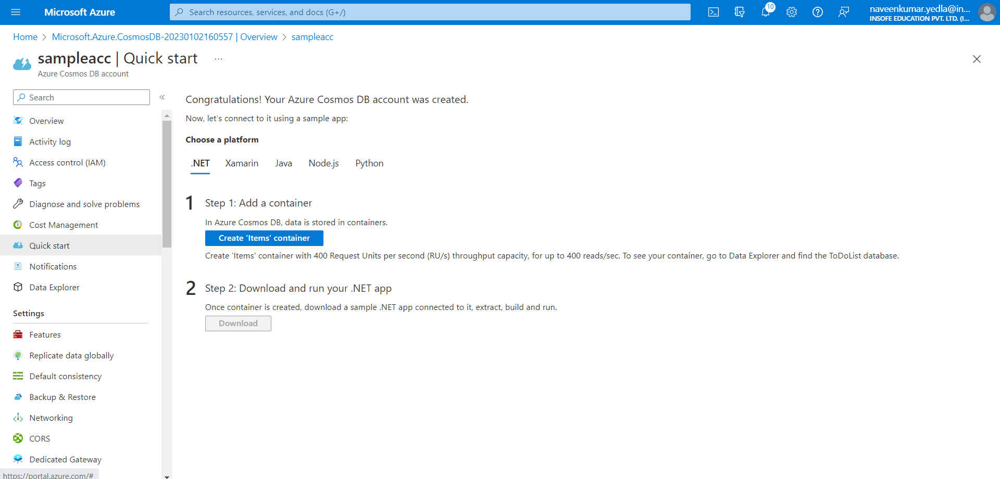 Microsoft Azure
Search resources, services, and docs (G+/)
10
naveenkumar.yedla@in...
INSOFE EDUCATION PVT. LTD. (I...
Home > Microsoft.Azure.CosmosDB-20230102160557 | Overview > sampleacc
sampleacc | Quick start ...
Azure Cosmos DB account
Search
«
Overview
Activity log
Access control (IAM)
Tags
Diagnose and solve problems
Cost Management
Quick start
Notifications
Data Explorer
Settings
Features
Replicate data globally
Default consistency
Backup & Restore
Networking
CORS
Dedicated Gateway
https://portal.azure.com/#
Congratulations! Your Azure Cosmos DB account was created.
Now, let's connect to it using a sample app:
Choose a platform
.NET Xamarin Java Node.js Python
1 Step 1: Add a container
In Azure Cosmos DB, data is stored in containers.
Create 'Items' container
Create 'Items' container with 400 Request Units per second (RU/s) throughput capacity, for up to 400 reads/sec. To see your container, go to Data Explorer and find the ToDoList database.
2 Step 2: Download and run your .NET app
Once container is created, download a sample .NET app connected to it, extract, build and run.
Download